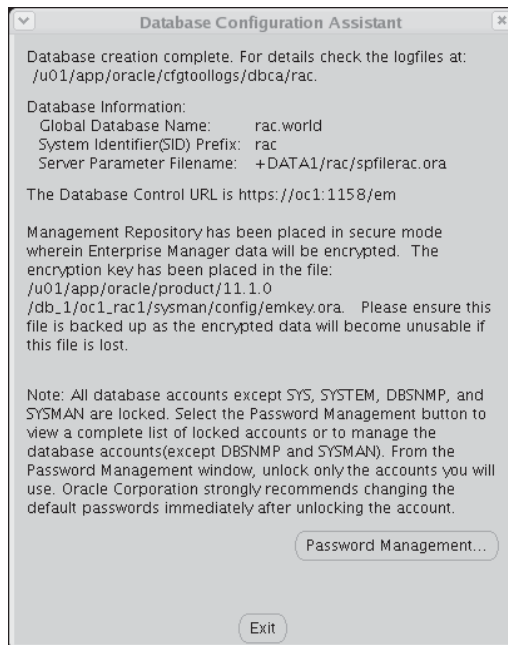 Database Configuration Assistant
Database creation complete. For details check the logfiles at:
/u01/app/oracle/cfgtoollogs/dbca/rac.
Database Information:
Global Database Name: rac.world
System Identifier(SID) Prefix: rac
Server Parameter Filename: +DATA1/rac/spfilerac.ora
The Database Control URL is https://oc1:1158/em
Management Repository has been placed in secure mode
wherein Enterprise Manager data will be encrypted. The
encryption key has been placed in the file:
/u01/app/oracle/product/11.1.0
/db_1/oc1_rac1/sysman/config/emkey.ora. Please ensure this
file is backed up as the encrypted data will become unusable if
this file is lost.
Note: All database accounts except SYS, SYSTEM, DBSNMP, and
SYSMAN are locked. Select the Password Management button to
view a complete list of locked accounts or to manage the
database accounts(except DBSNMP and SYSMAN). From the
Password Management window, unlock only the accounts you will
use. Oracle Corporation strongly recommends changing the
default passwords immediately after unlocking the account.
Password Management...
Exit